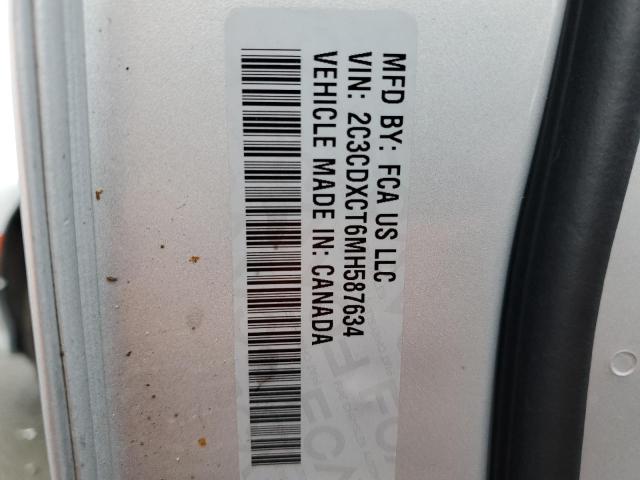 MFD BY: FCA US LLC
VIN: 2C3CDXCT6MH587634
VEHICLE MADE IN: CANADA